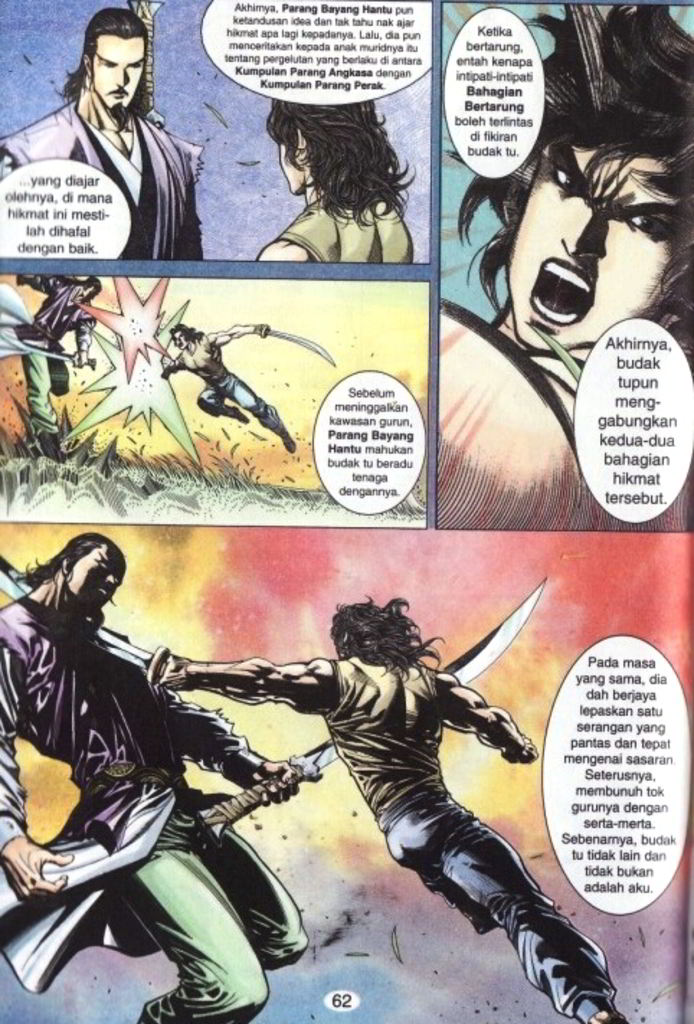 Akhirnya, Parang Bayang Hantu pun
ketandusan idea dan tak tahu nak ajar
hikmat apa lagi kepadanya. Lalu, dia pun
menceritakan kepada anak muridnya itu
tentang pergelutan yang berlaku di antara
Kumpulan Parang Angkasa dengan
Kumpulan Parang Perak.
...yang diajar
olehnya, di mana
hikmat ini mesti-
lah dihafal
dengan baik.
Ketika
bertarung,
entah kenapa
intipati-intipati
Bahagian
Bertarung
boleh terlintas
di fikiran
budak tu.
Akhirnya,
budak
tupun
meng-
gabungkan
kedua-dua
bahagian
hikmat
tersebut.
Sebelum
meninggalkan
kawasan gurun,
Parang Bayang
Hantu mahukan
budak tu beradu
tenaga
dengannya.
Pada masa
yang sama, dia
dah berjaya
lepaskan satu
serangan yang
pantas dan tepat
mengenai sasaran.
Seterusnya,
membunuh tok
gurunya dengan
serta-merta.
Sebenarnya, budak
tu tidak lain dan
tidak bukan
adalah aku.
62